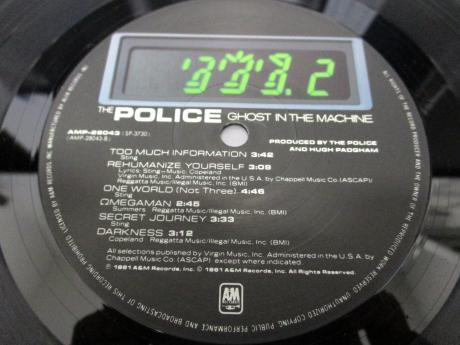 THE POLICE GHOST IN THE MACHINE
AMP-28043 (SP-3730)
(AMP-28043-B)
PRODUCED BY THE POLICE
AND HUGH PADGHAM
TOO MUCH INFORMATION 3:42
Sting
REHUMANIZE YOURSELF 3:09
Lyrics: Sting-Music: Copeland
Virgin Music, Inc. Administered in the U.S.A. by Chappell Music (ASCAP)
Reggatta Music/Illegal Music, Inc. (BMI)
ONE WORLD (Not Three) 4:46
Sting
ΩMEGAMAN 2:45
Summers Reggatta Music/Illegal Music, Inc. (BMI)
SECRET JOURNEY 3:33
Sting
DARKNESS 3:12
Copeland Reggatta Music/Illegal Music, Inc. (BMI)
All selections published by Virgin Music, Inc. Administered in the U.S.A. by
Chappell Music Co. (ASCAP) except where indicated.
℗ 1981 A&M Records, Inc. © 1981 A&M Records, Inc. All Rights Reserved.
A&M
RECORDS